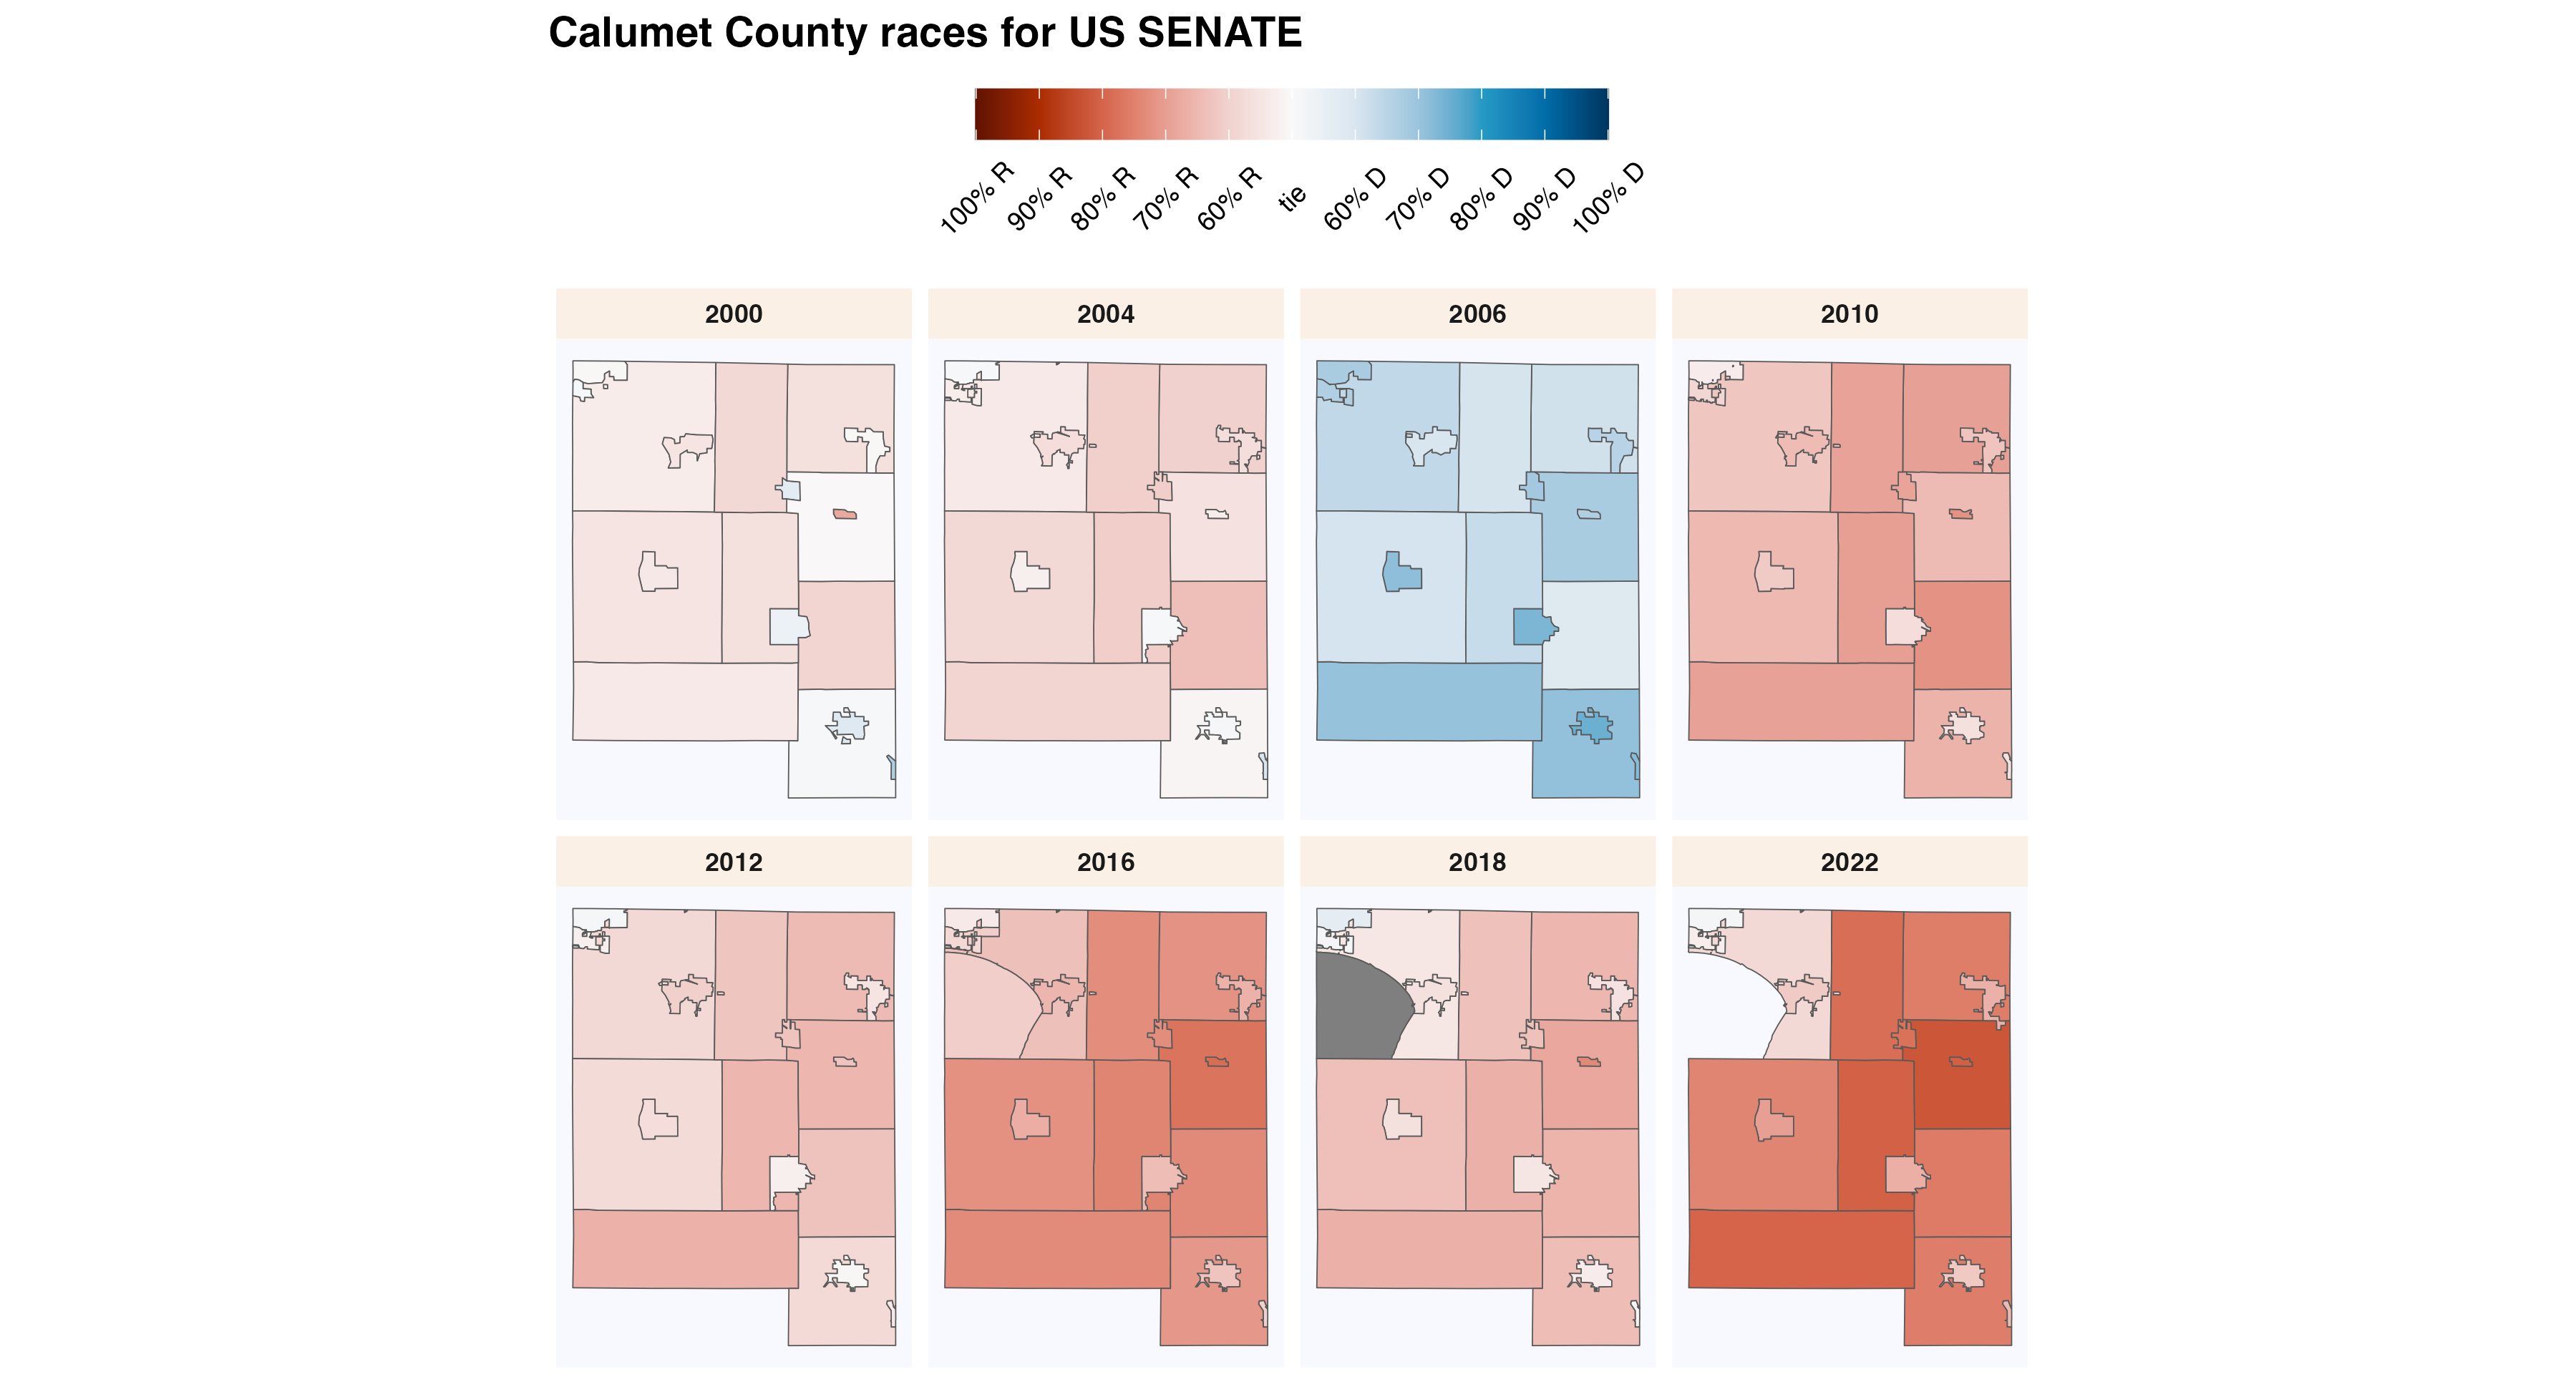 Calumet County races for US SENATE
100% R
90% R
80% R
70% R
60% R
tie
60% D
70% D
80% D
90% D
100% D
2000
2004
2006
2010
2012
2016
2018
2022